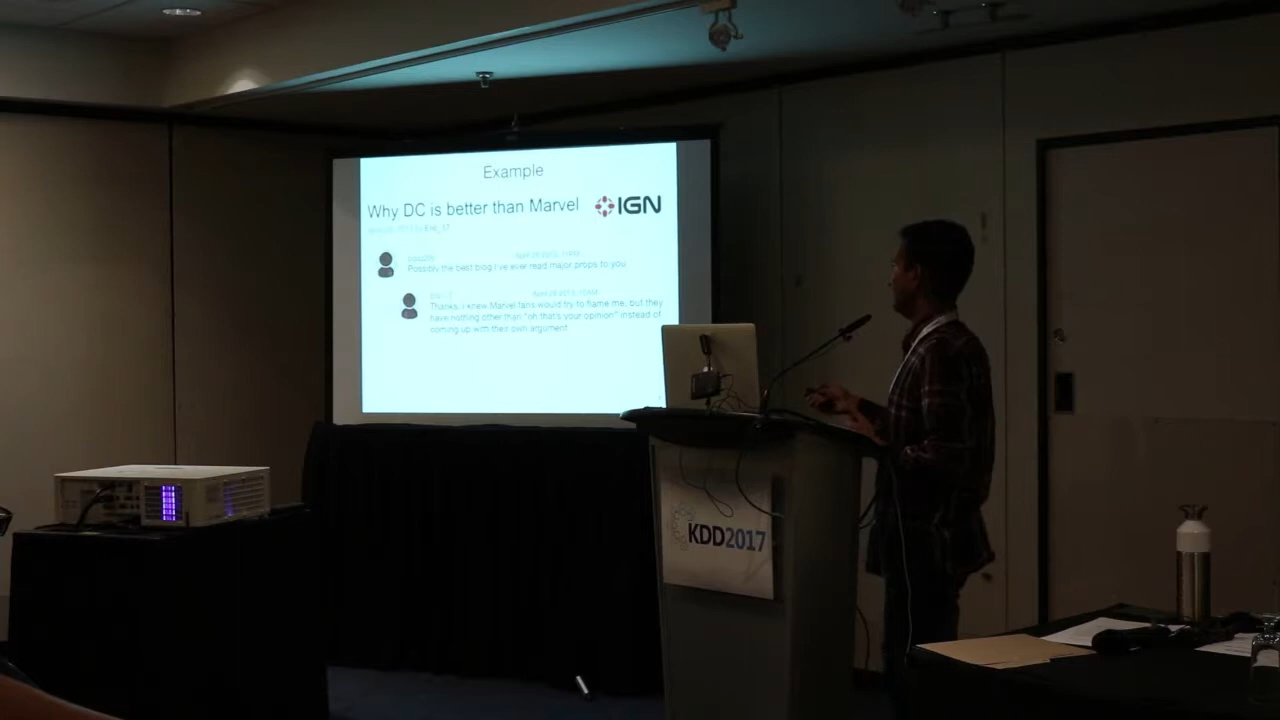 Example
Why DC is better than Marvel
IGN
by Eric_17
Possibly the best blog I've ever read major props to you
Thanks, I knew Marvel fans would try to flame me, but they
have nothing other than "oh that's your opinion" instead of
coming up with their own argument
KDD2017